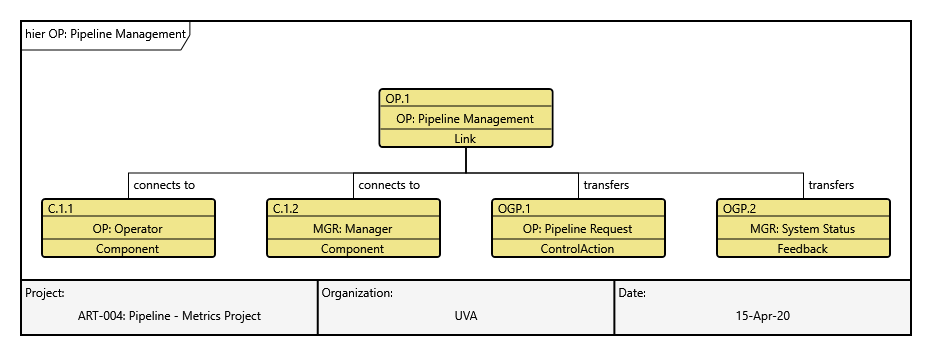 hier OP: Pipeline Management
OP.1
OP: Pipeline Management
Link
connects to
connects to
transfers
transfers
C.1.1
OP: Operator
Component
C.1.2
MGR: Manager
Component
OGP.1
OP: Pipeline Request
ControlAction
OGP.2
MGR: System Status
Feedback
Project:
ART-004: Pipeline - Metrics Project
Organization:
UVA
Date:
15-Apr-20